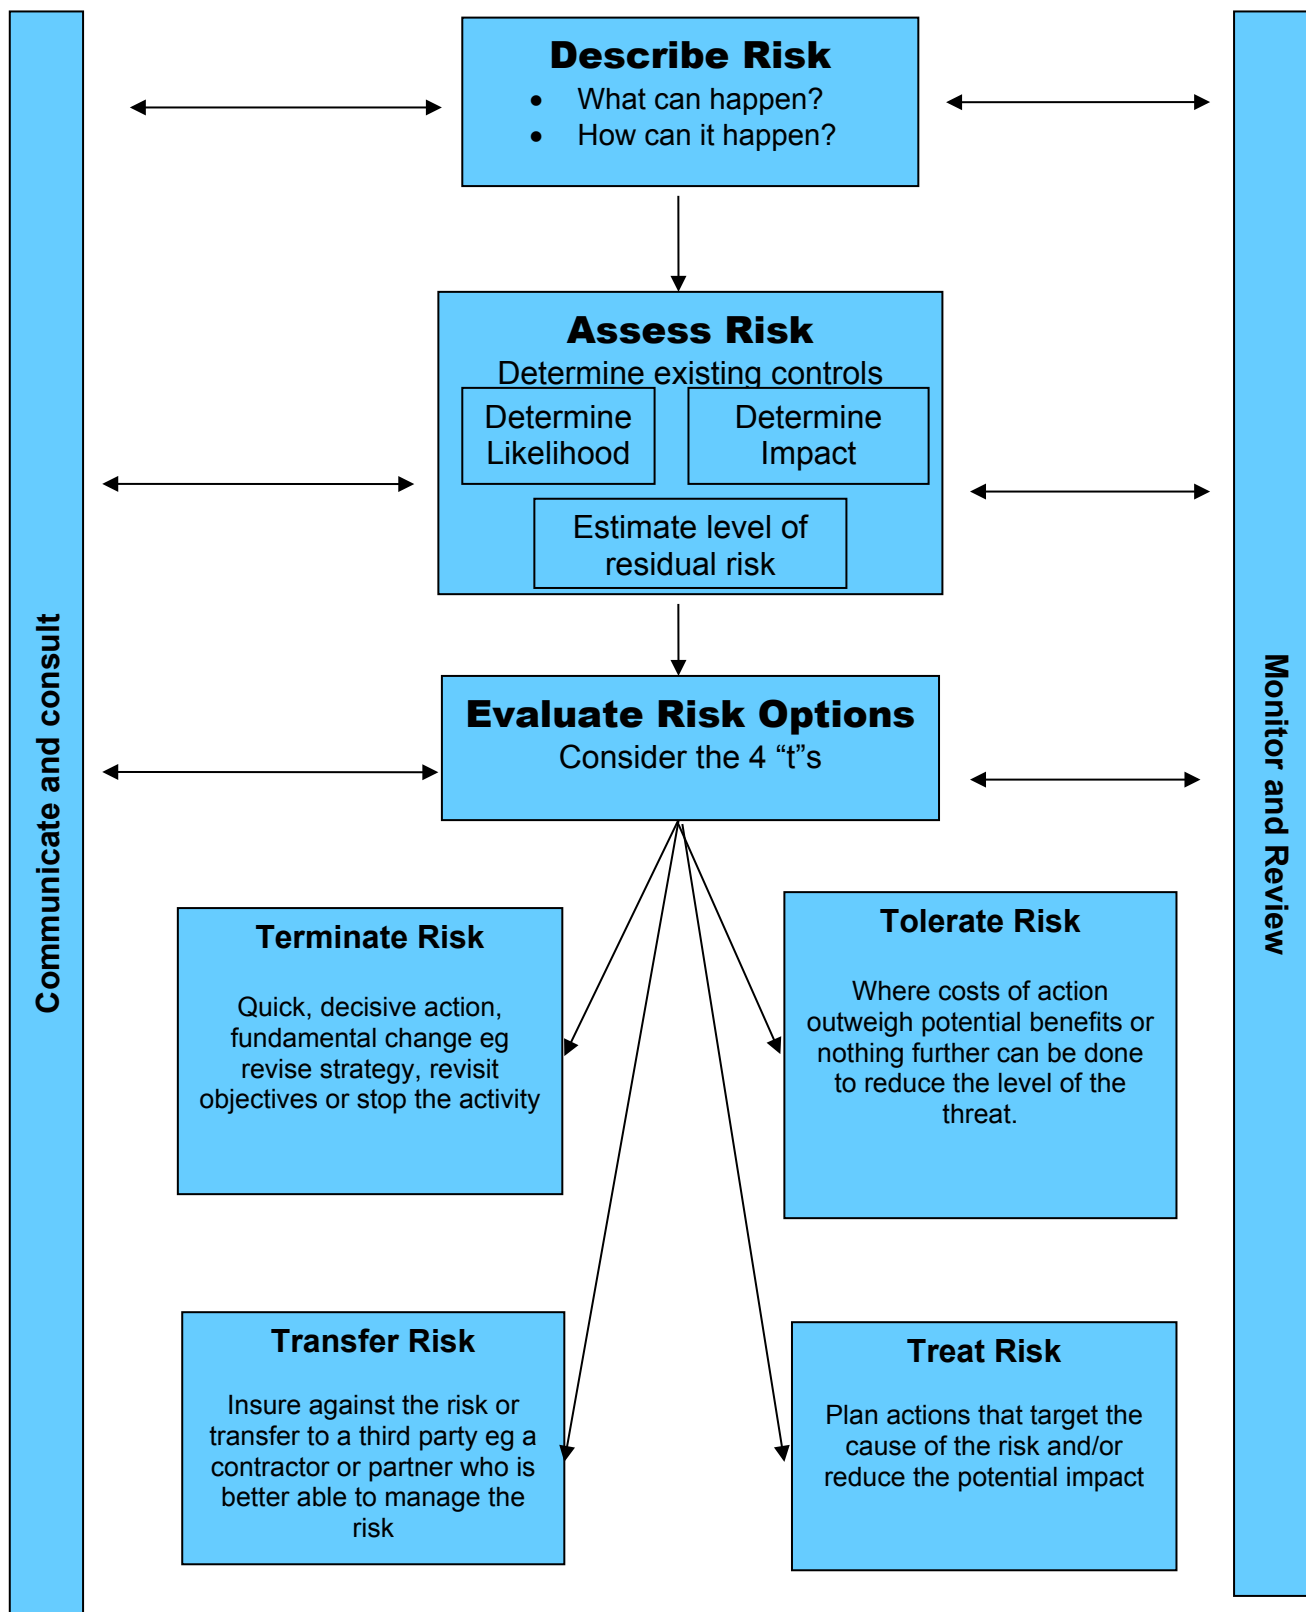 Communicate and consult
Describe Risk
• What can happen?
• How can it happen?
Assess Risk
Determine existing controls
Determine
Likelihood
Determine
Impact
Estimate level of
residual risk
Evaluate Risk Options
Consider the 4 “t”s
Terminate Risk
Quick, decisive action,
fundamental change eg
revise strategy, revisit
objectives or stop the activity
Tolerate Risk
Where costs of action
outweigh potential benefits or
nothing further can be done
to reduce the level of the
threat.
Transfer Risk
Insure against the risk or
transfer to a third party eg a
contractor or partner who is
better able to manage the
risk
Treat Risk
Plan actions that target the
cause of the risk and/or
reduce the potential impact
Monitor and Review